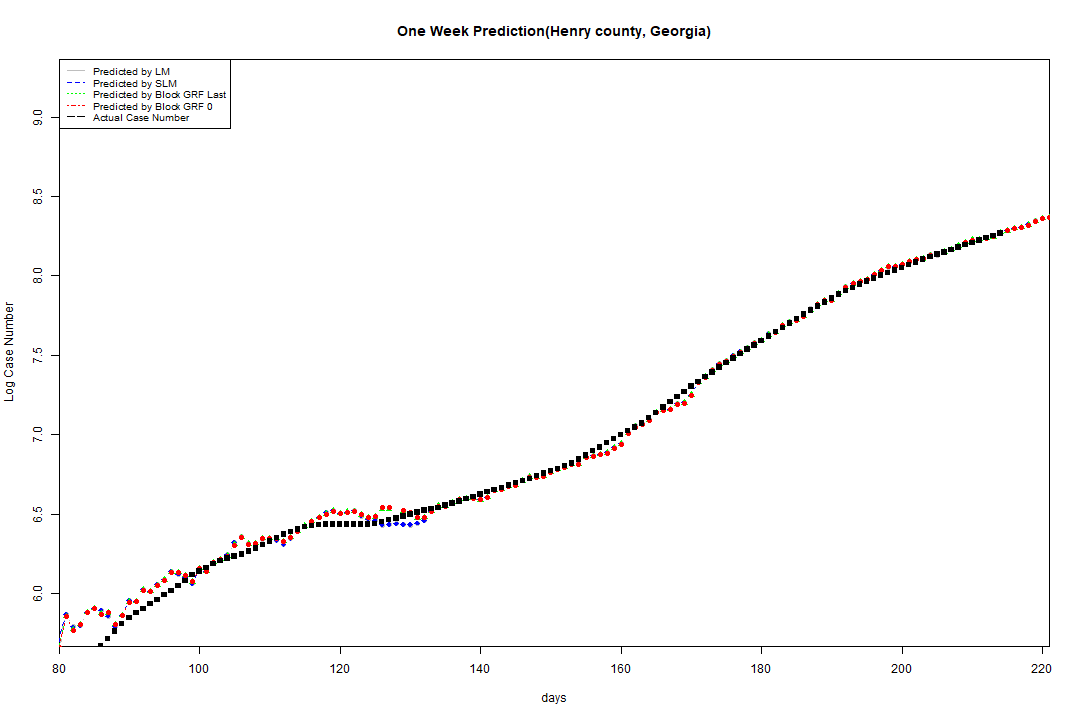 One Week Prediction(Henry county, Georgia)
Predicted by LM
Predicted by SLM
Predicted by Block GRF Last
Predicted by Block GRF 0
Actual Case Number
9.0
8.5
8.0
7.5
7.0
6.5
6.0
Log Case Number
80 100 120 140 160 180 200 220
days